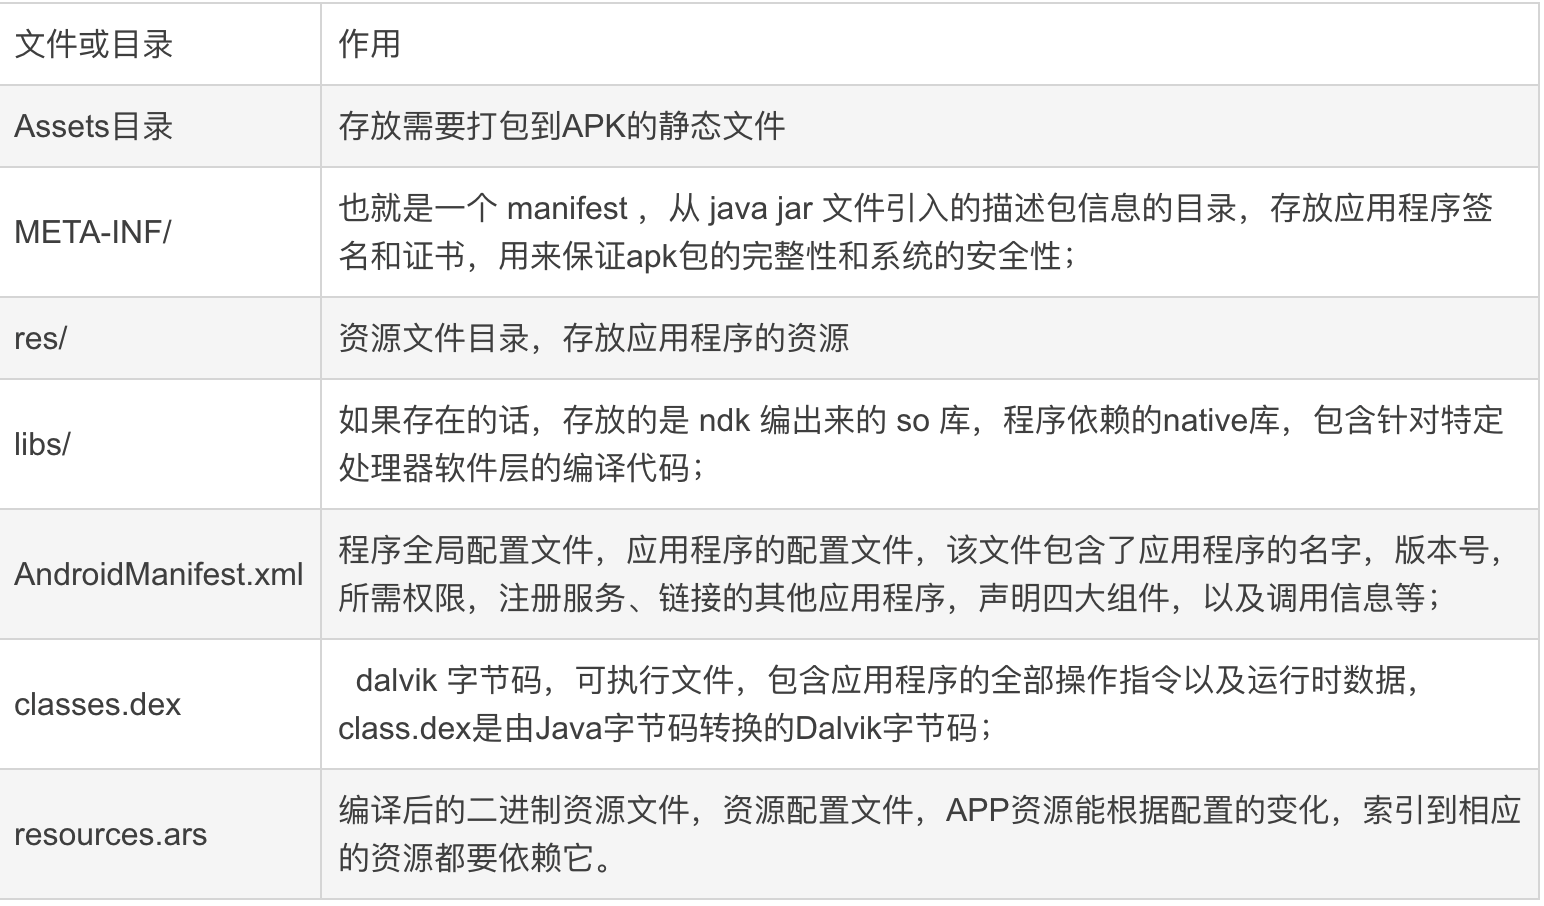 文件或目录
作用
Assets目录
存放需要打包到APK的静态文件
META-INF/
也就是一个 manifest ，从 java jar 文件引入的描述包信息的目录，存放应用程序签
名和证书，用来保证apk包的完整性和系统的安全性；
res/
资源文件目录，存放应用程序的资源
libs/
如果存在的话，存放的是 ndk 编出来的 so 库，程序依赖的native库，包含针对特定
处理器软件层的编译代码；
AndroidManifest.xml
程序全局配置文件，应用程序的配置文件，该文件包含了应用程序的名字，版本号，
所需权限，注册服务、链接的其他应用程序，声明四大组件，以及调用信息等；
classes.dex
dalvik 字节码，可执行文件，包含应用程序的全部操作指令以及运行时数据，
class.dex是由Java字节码转换的Dalvik字节码；
resources.ars
编译后的二进制资源文件，资源配置文件，APP资源能根据配置的变化，索引到相应
的资源都要依赖它。